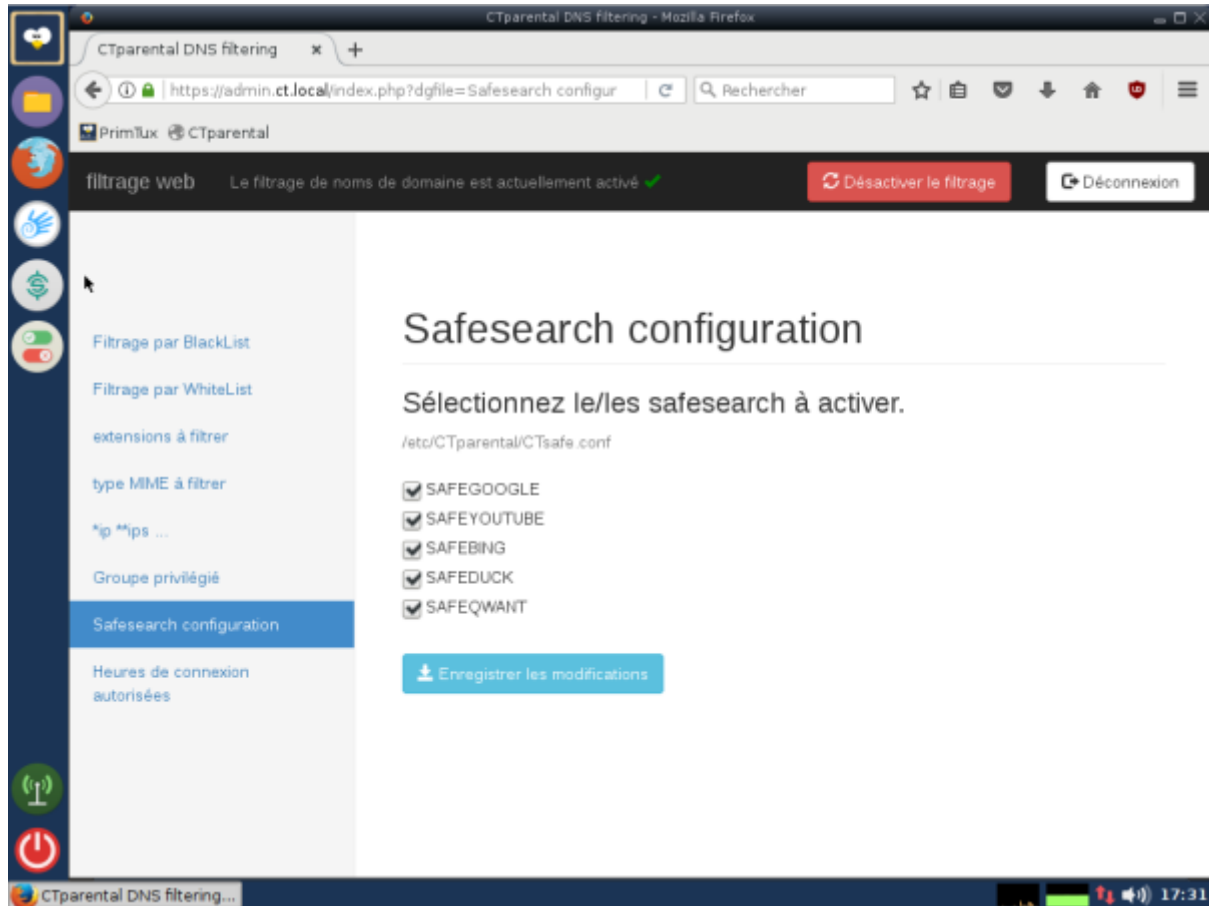 CTparental DNS filtering - Mozilla Firefox
CTparental DNS filtering
https://admin.ct.local/index.php?dgfile=Safesearch configur
Rechercher
PrimTux CTparental
filtrage web Le filtrage de noms de domaine est actuellement activé Désactiver le filtrage Déconnexion
Filtrage par BlackList
Filtrage par WhiteList
extensions à filtrer
type MIME à filtrer
*ip **ips ...
Groupe privilégié
Safesearch configuration
Heures de connexion
autorisées
Safesearch configuration
Sélectionnez le/les safesearch à activer.
/etc/CTparental/CTsafe.conf
SAFEGOOGLE
SAFEYOUTUBE
SAFEBING
SAFEDUCK
SAFEQWANT
Enregistrer les modifications
CTparental DNS filtering... 17:31